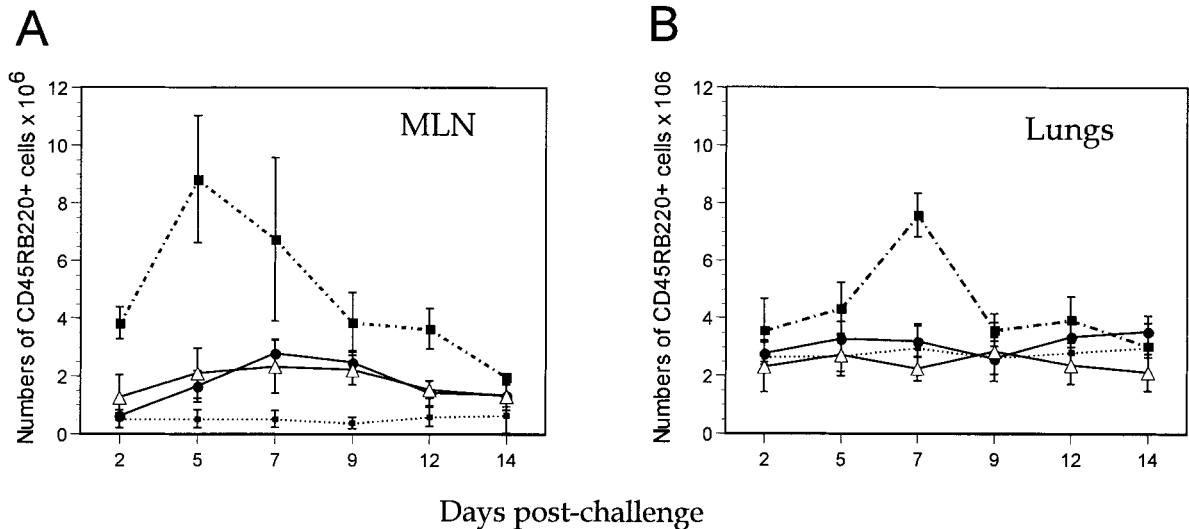 A
B
Numbers of CD45RB220+ cells x 10⁶
12
10
8
6
4
2
0
MLN
2 5 7 9 12 14
Numbers of CD45RB220+ cells x 106
12
10
8
6
4
2
0
Lungs
2 5 7 9 12 14
Days post-challenge